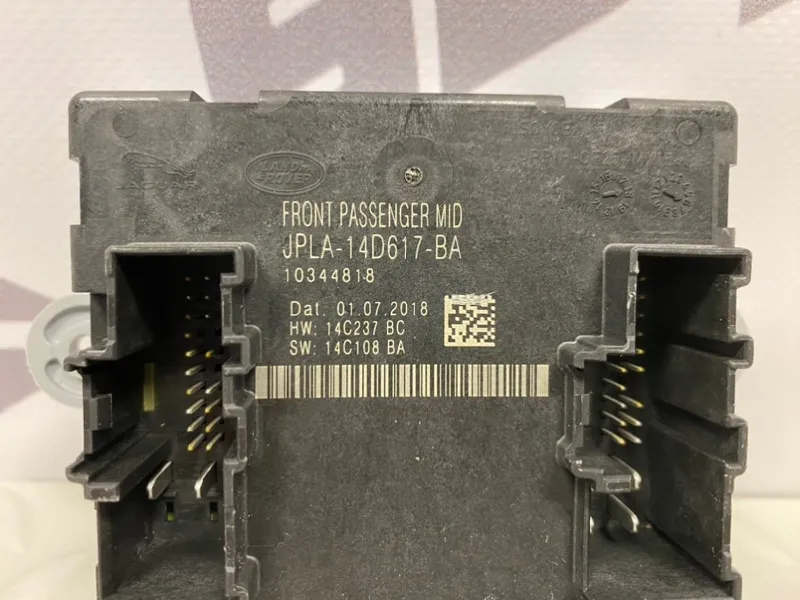 LAND
ROVER
FRONT PASSENGER MID
JPLA-14D617-BA
10344818
Dat. 01.07.2018
HW: 14C237 BC
SW: 14C108 BA